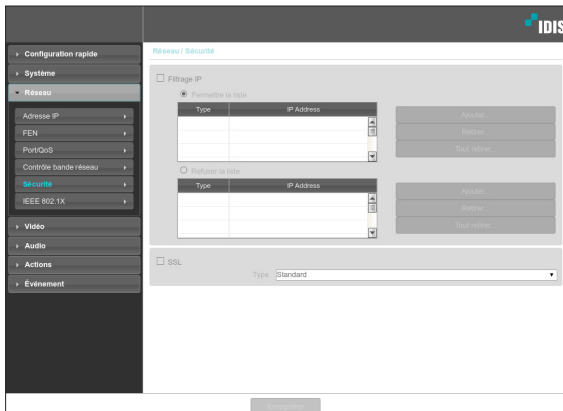 IDIS
Configuration rapide
Système
Réseau
Adresse IP
FEN
Port/QoS
Contrôle bande réseau
Sécurité
IEEE 802.1X
Vidéo
Audio
Actions
Événement
Réseau / Sécurité
Filtrage IP
Permettre la liste
Type IP Address
Ajouter...
Retirer...
Tout retirer...
Refuser la liste
Type IP Address
Ajouter...
Retirer...
Tout retirer...
SSL
Type Standard
Enregistrer